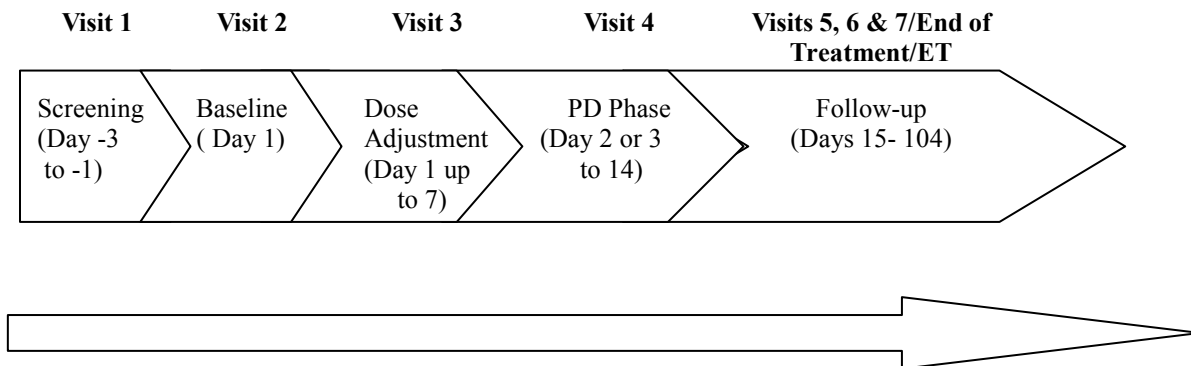 Visit 1
Visit 2
Visit 3
Visit 4
Visits 5, 6 & 7/End of
Treatment/ET
Screening
(Day -3
to -1)
Baseline
( Day 1)
Dose
Adjustment
(Day 1 up
to 7)
PD Phase
(Day 2 or 3
to 14)
Follow-up
(Days 15- 104)